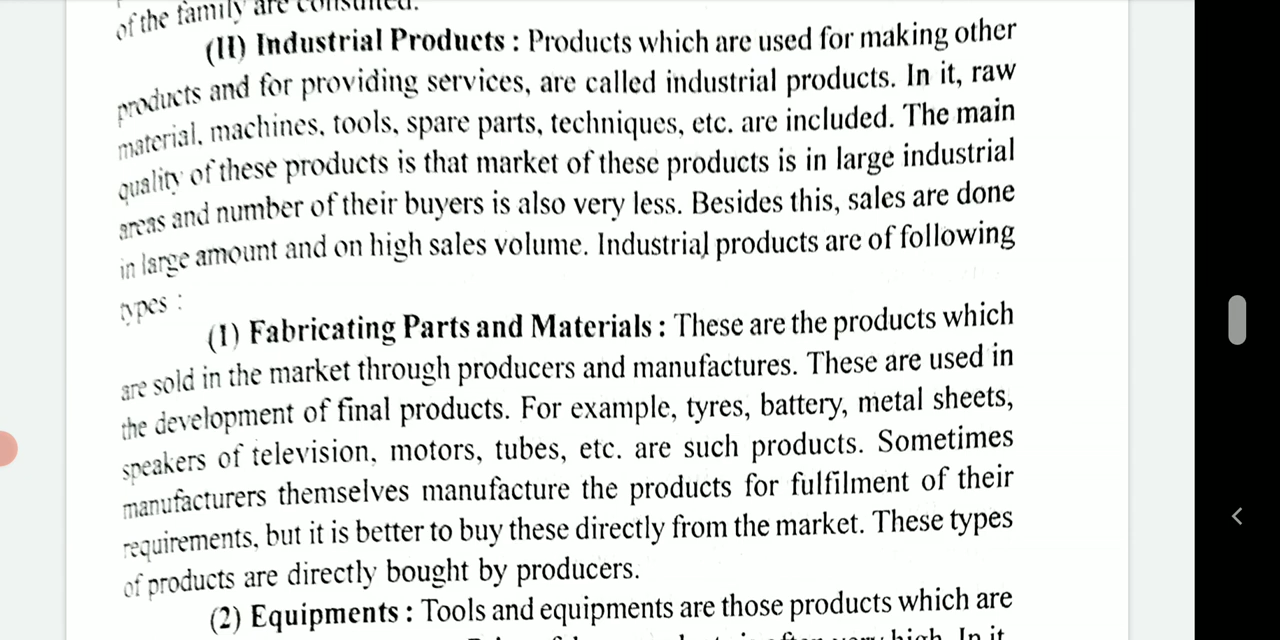 of the family are consulted.
(II) Industrial Products : Products which are used for making other
products and for providing services, are called industrial products. In it, raw
material, machines, tools, spare parts, techniques, etc. are included. The main
quality of these products is that market of these products is in large industrial
areas and number of their buyers is also very less. Besides this, sales are done
in large amount and on high sales volume. Industrial products are of following
types :
(1) Fabricating Parts and Materials : These are the products which
are sold in the market through producers and manufactures. These are used in
the development of final products. For example, tyres, battery, metal sheets,
speakers of television, motors, tubes, etc. are such products. Sometimes
manufacturers themselves manufacture the products for fulfilment of their
requirements, but it is better to buy these directly from the market. These types
of products are directly bought by producers.
(2) Equipments : Tools and equipments are those products which are
is often very high. In it